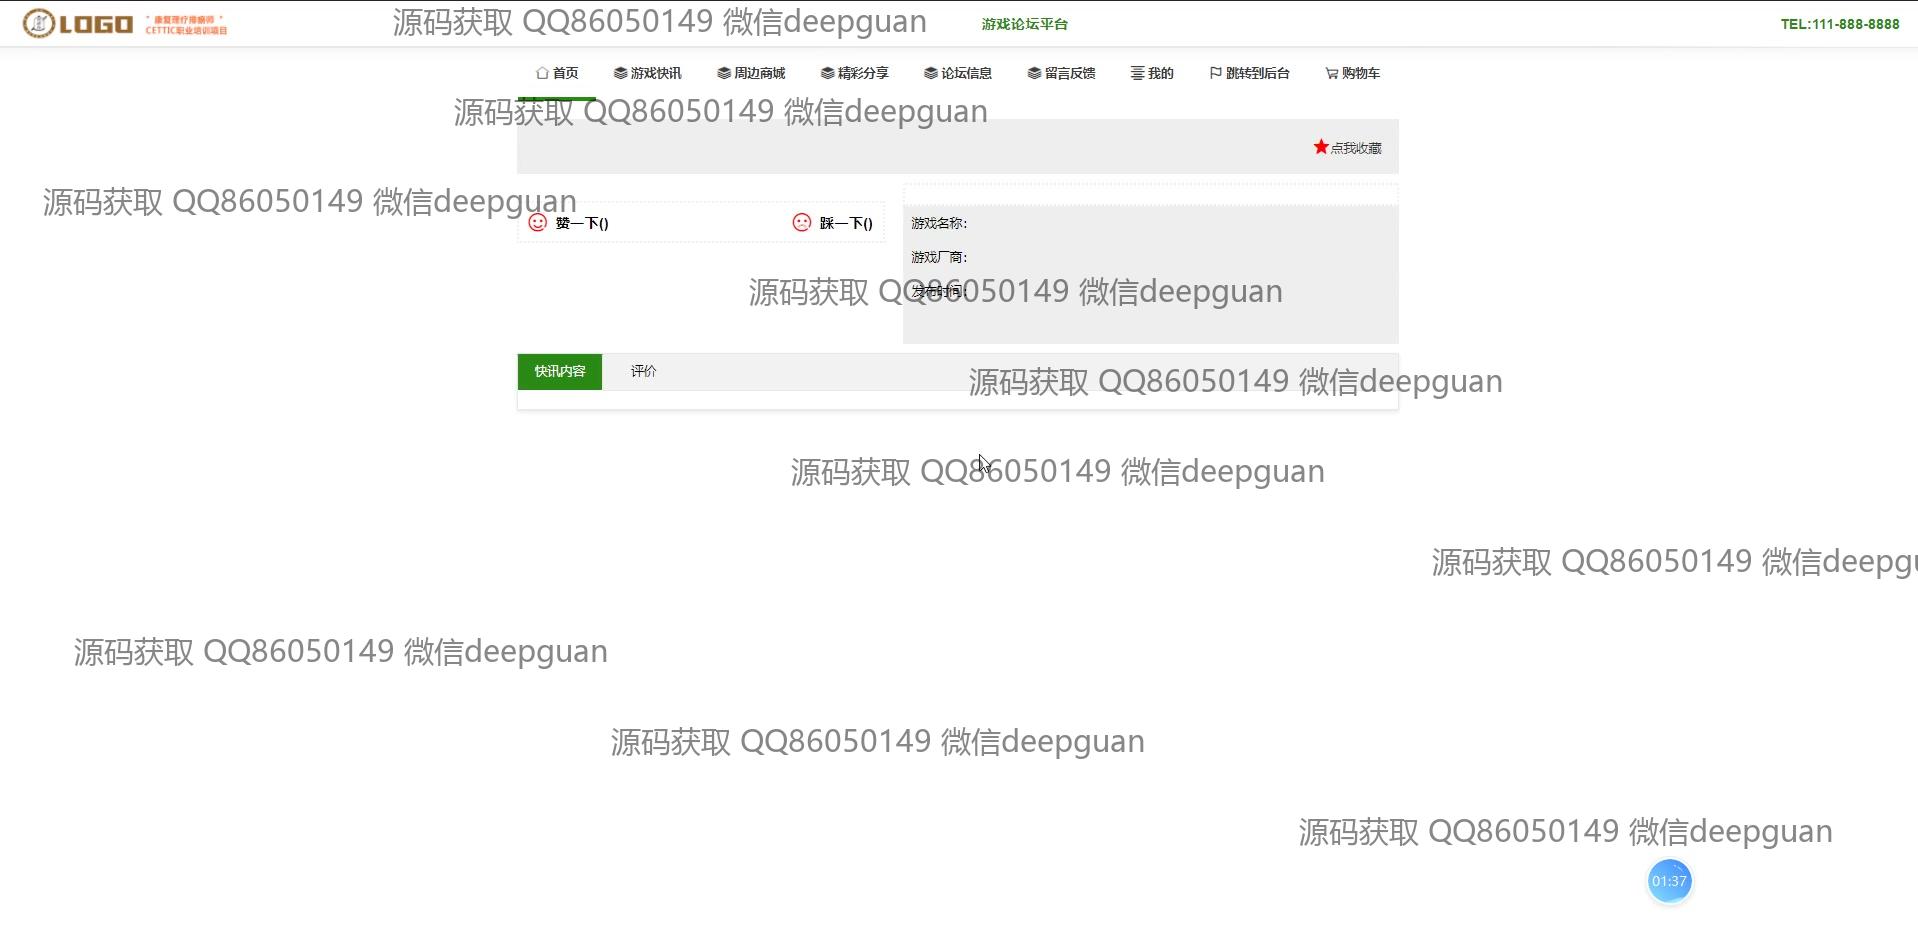 LOGO
康复理疗排痛师
CETTIC职业培训项目
源码获取 QQ86050149 微信deepguan
游戏论坛平台
TEL:111-888-8888
首页 游戏快讯 周边商城 精彩分享 论坛信息 留言反馈 我的 跳转到后台 购物车
源码获取 QQ86050149 微信deepguan
点我收藏
源码获取 QQ86050149 微信deepguan
赞一下() 踩一下()
游戏名称:
游戏厂商:
发布时间:
源码获取 QQ86050149 微信deepguan
快讯内容 评价
源码获取 QQ86050149 微信deepguan
源码获取 QQ86050149 微信deepguan
源码获取 QQ86050149 微信deepgu
源码获取 QQ86050149 微信deepguan
源码获取 QQ86050149 微信deepguan
源码获取 QQ86050149 微信deepguan
01:37